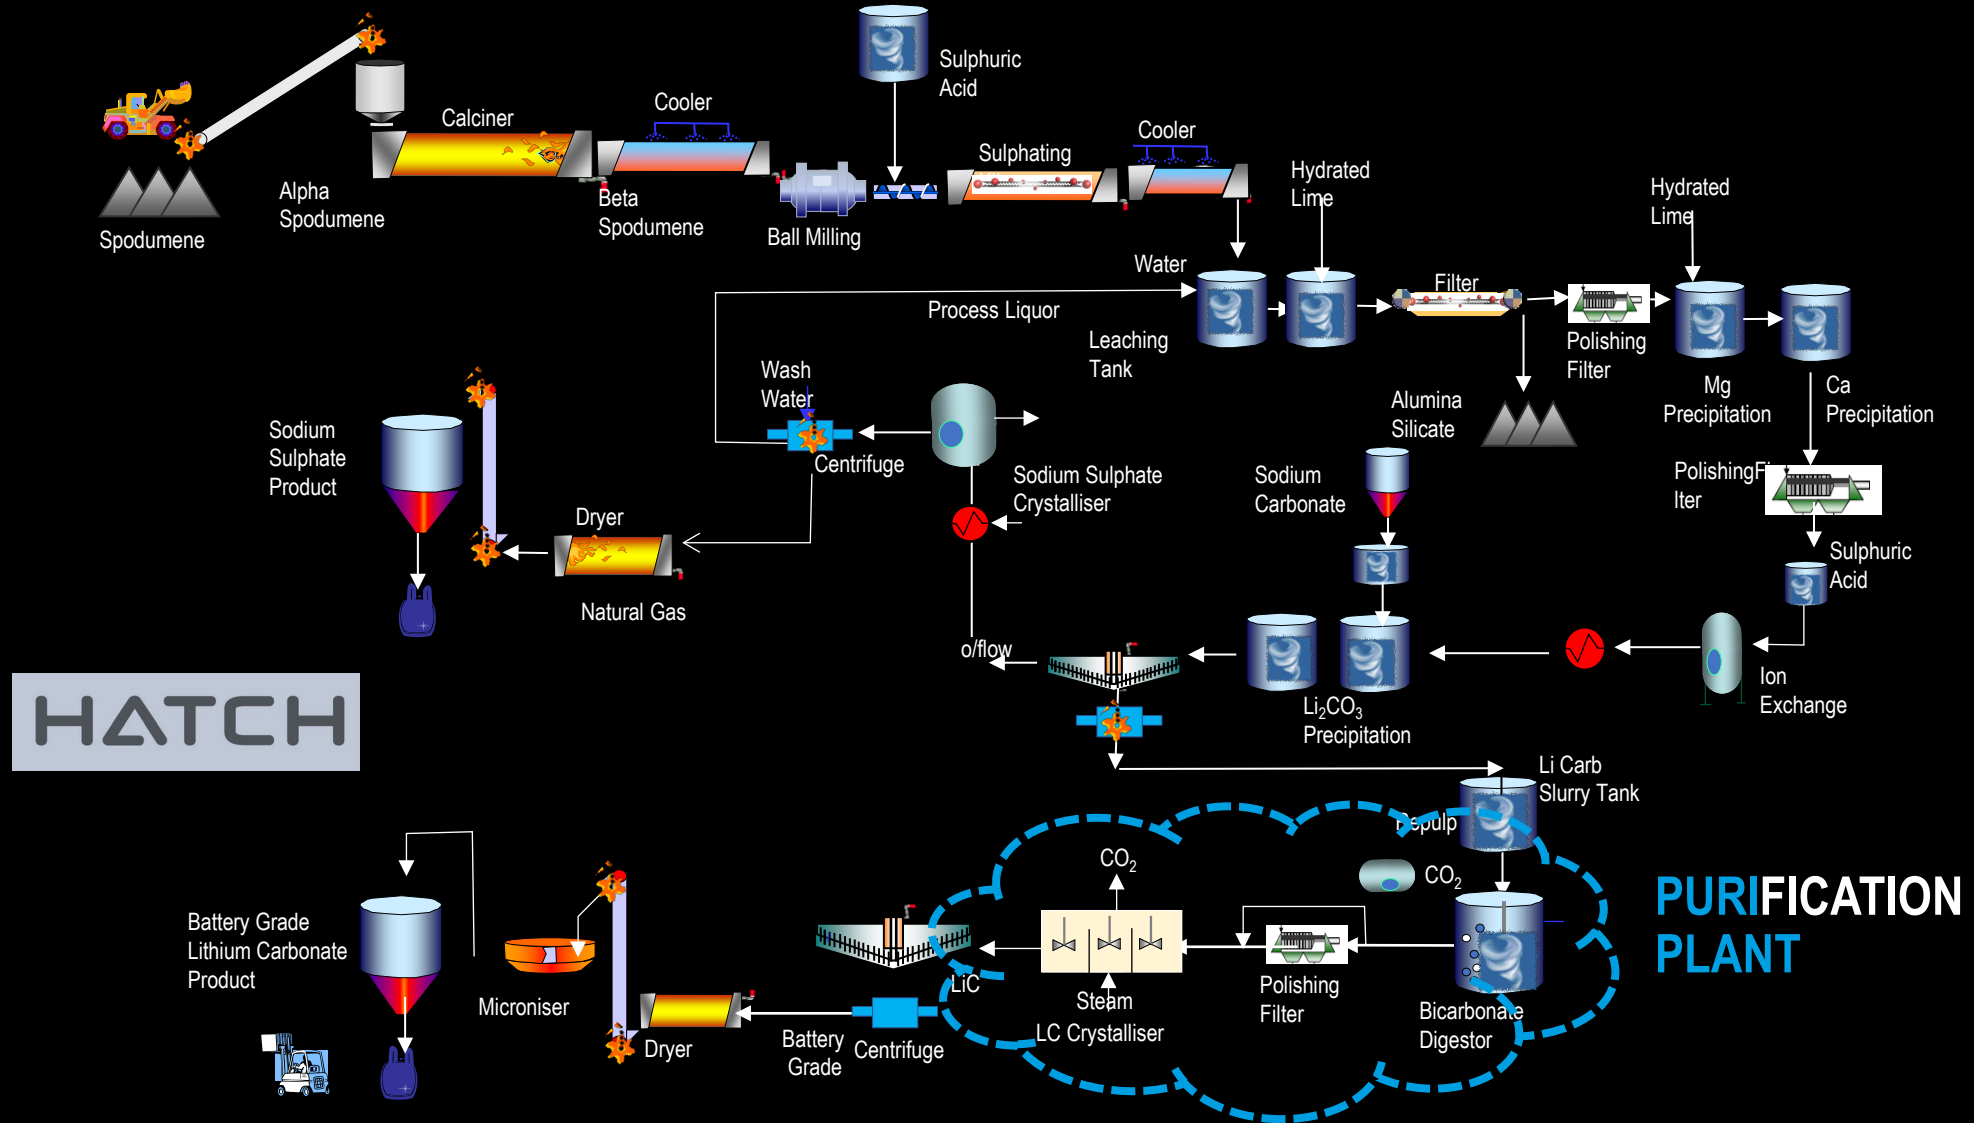 Sulphuric
Acid
Cooler
Calciner
Cooler
Sulphating
Alpha
Spodumene
Beta
Spodumene
Spodumene
Ball Milling
Hydrated
Lime
Hydrated
Lime
Water
Process Liquor
Leaching
Tank
Filter
Polishing
Filter
Mg
Precipitation
Ca
Precipitation
Alumina
Silicate
Wash
Water
Centrifuge
Sodium Sulphate
Crystalliser
Sodium
Sulphate
Product
Dryer
Natural Gas
Sodium
Carbonate
PolishingFi
lter
Sulphuric
Acid
Ion
Exchange
o/flow
Li₂CO₃
Precipitation
HATCH
Li Carb
Slurry Tank
Repulp
CO₂
CO₂
PURIFICATION
PLANT
Battery Grade
Lithium Carbonate
Product
Microniser
Dryer
Battery
Grade
Centrifuge
LiC
Steam
LC Crystalliser
Polishing
Filter
Bicarbonate
Digestor